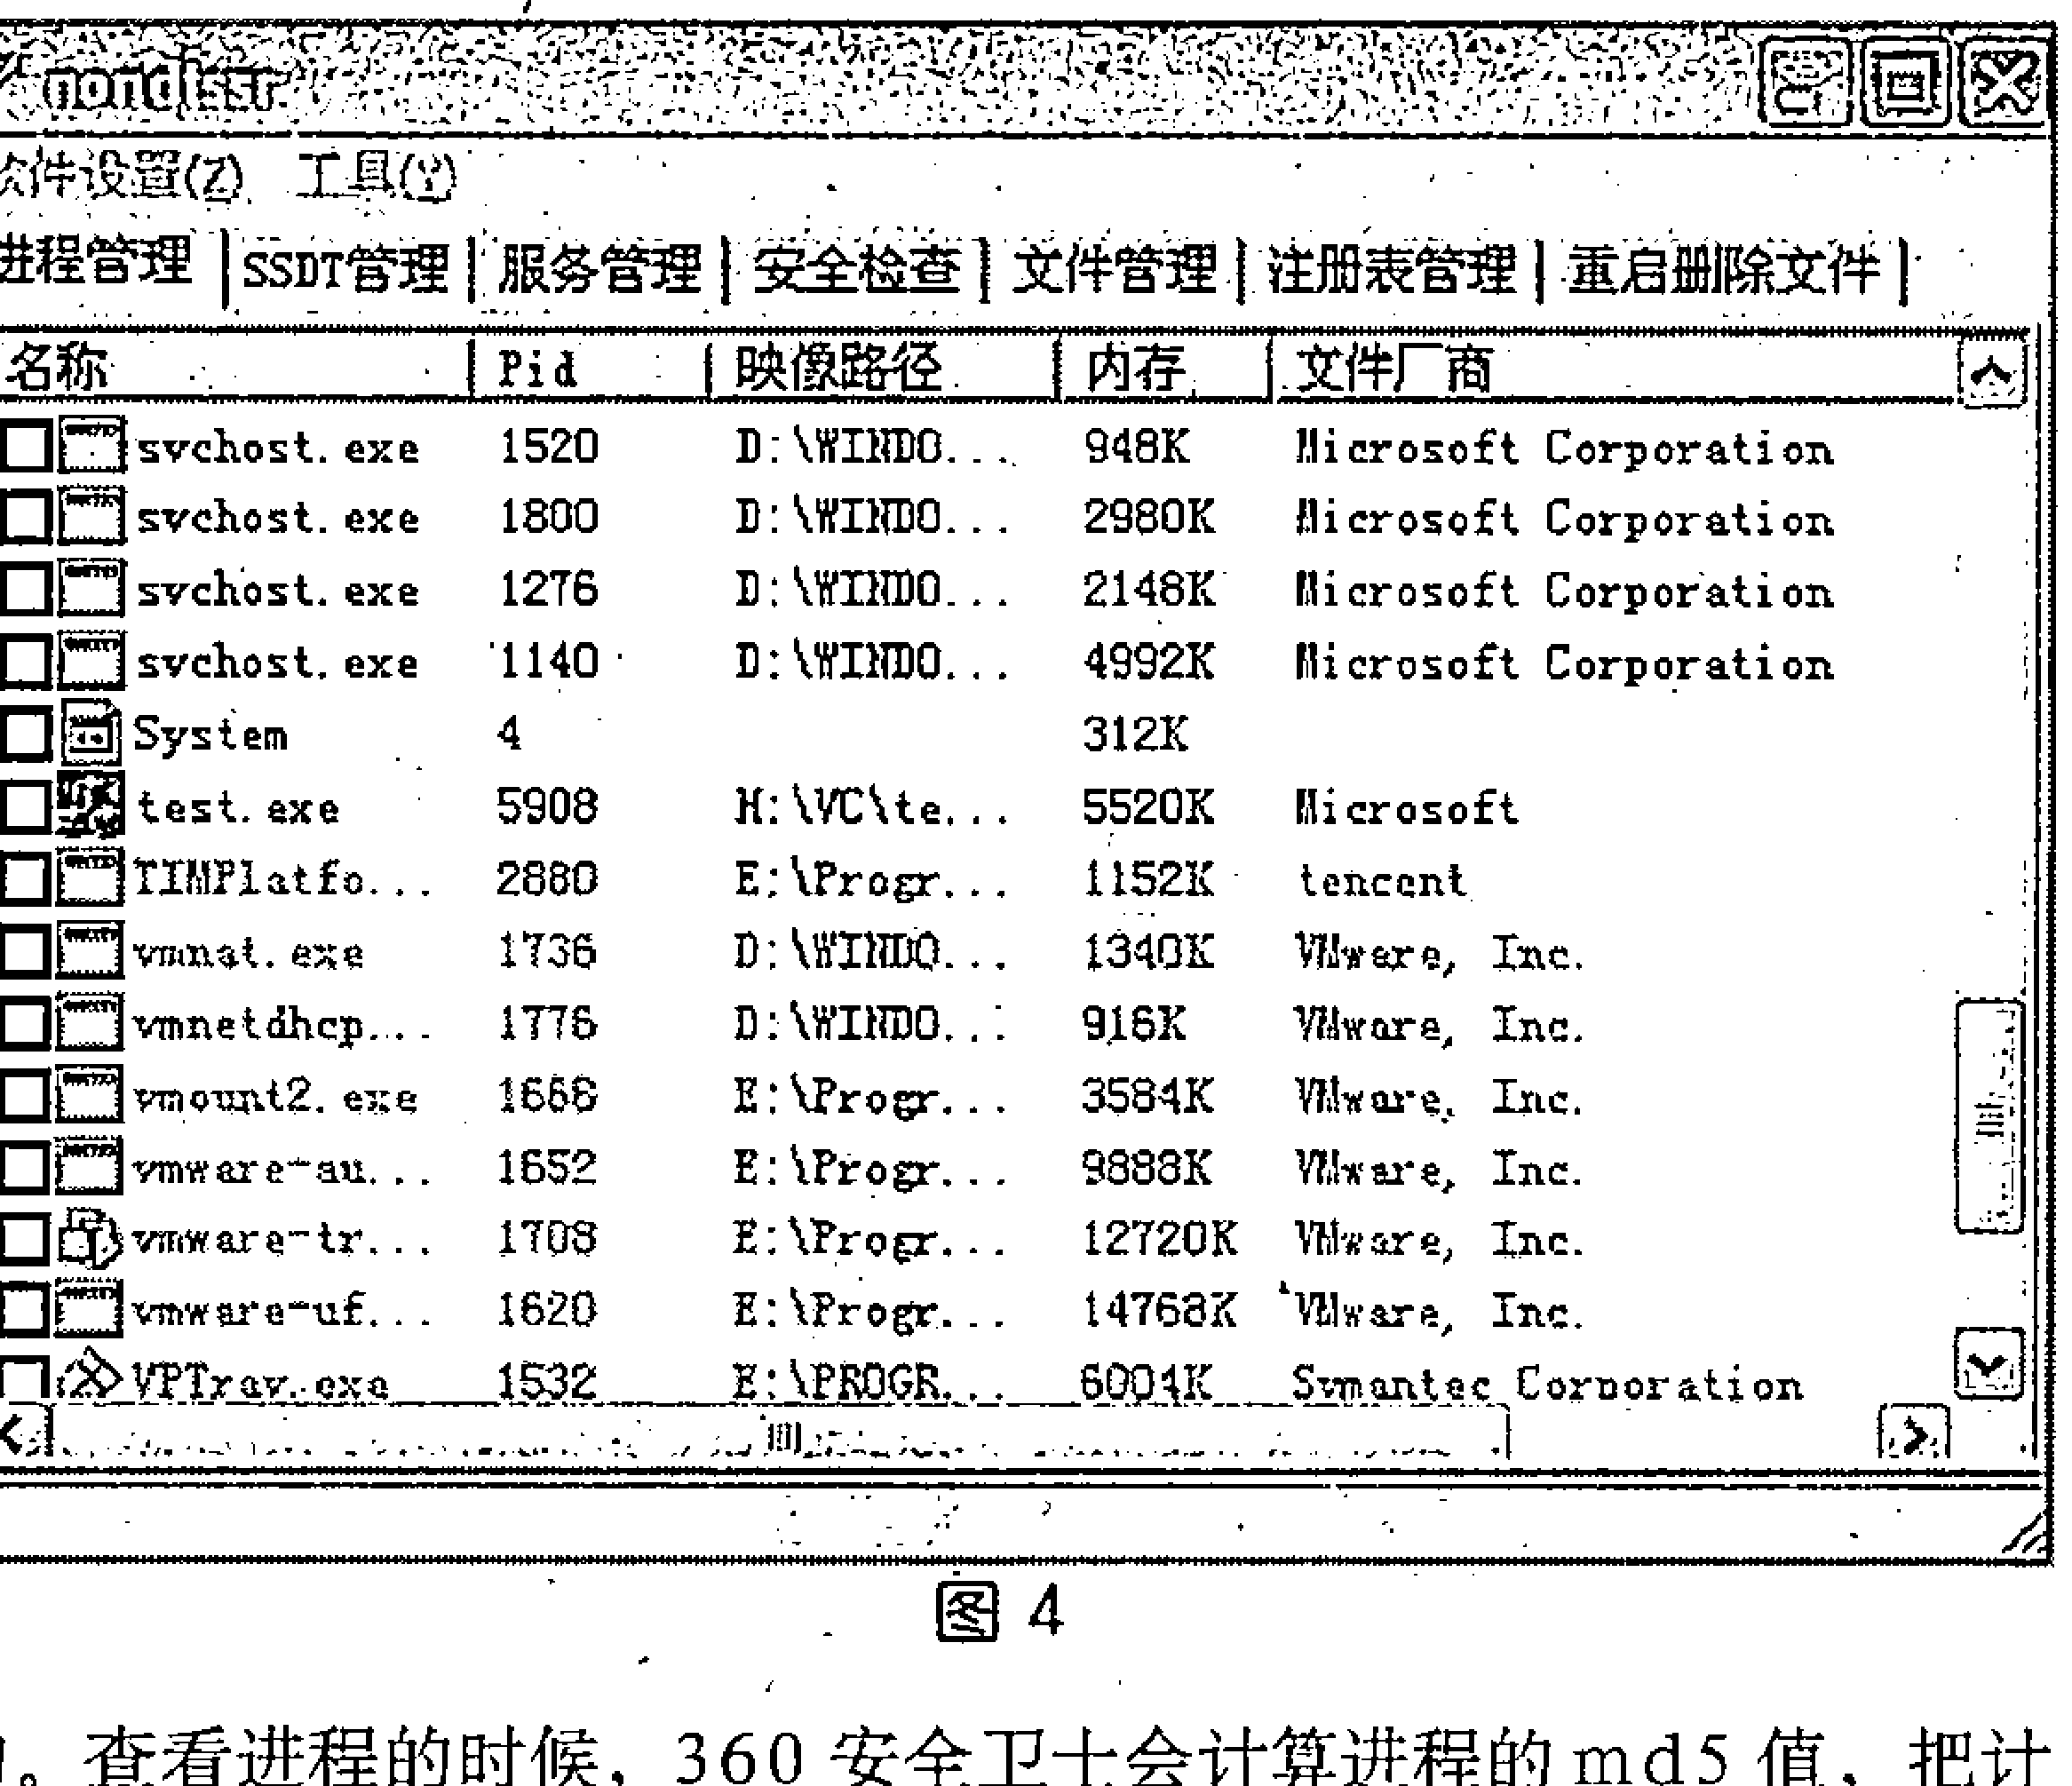 软件设置(Z) 工具(Y)
进程管理 SSDT管理 服务管理 安全检查 文件管理 注册表管理 重启删除文件
名称 Pid 映像路径 内存 文件厂商
svchost.exe 1520 D:\WINDO... 948K Microsoft Corporation
svchost.exe 1800 D:\WINDO... 2980K Microsoft Corporation
svchost.exe 1276 D:\WINDO... 2148K Microsoft Corporation
svchost.exe 1140 D:\WINDO... 4992K Microsoft Corporation
System 4 312K
test.exe 5908 H:\VC\te... 5520K Microsoft
TIMPlatfo... 2880 E:\Progr... 1152K tencent
vmnat.exe 1736 D:\WINDO... 1340K VMware, Inc.
vmnetdhcp... 1776 D:\WINDO... 916K VMware, Inc.
vmount2.exe E:\Progr... 3584K VMware, Inc.
vmware-au... 1652 E:\Progr... 9888K VMware, Inc.
vmware-tr... 1708 E:\Progr... 12720K VMware, Inc.
vmware-uf... 1620 E:\Progr... 14768K VMware, Inc.
VPTray.exe 1532 E:\PROGR... 6004K Symantec Corporation
图 4
。查看进程的时候，360 安全卫士会计算进程的 md5 值，把计